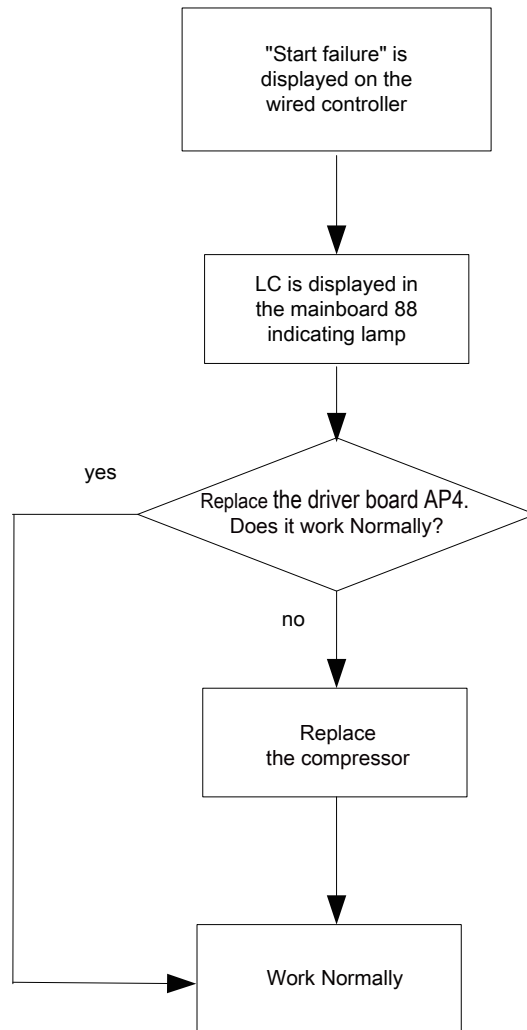 "Start failure" is
displayed on the
wired controller
LC is displayed in
the mainboard 88
indicating lamp
yes
Replace the driver board AP4.
Does it work Normally?
no
Replace
the compressor
Work Normally